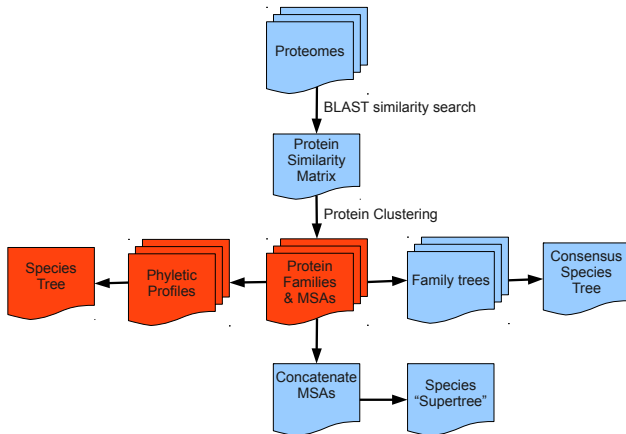 Proteomes
BLAST similarity search
Protein
Similarity
Matrix
Protein Clustering
Species
Tree
Phyletic
Profiles
Protein
Families
& MSAs
Family trees
Consensus
Species
Tree
Concatenate
MSAs
Species
“Supertree”